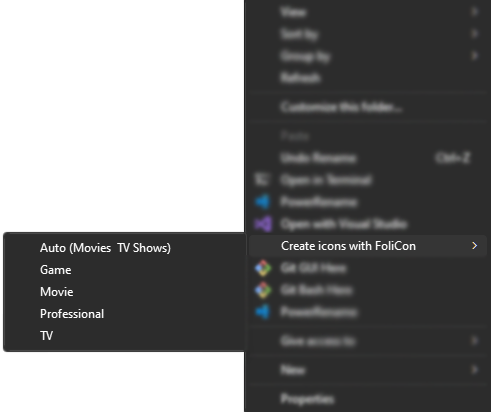 View
Sort by
Group by
Refresh
Customize this folder...
Paste
Undo Rename Ctrl+Z
Open in Terminal
PowerRename
Open with Visual Studio
Create icons with FoliCon
Auto (Movies  TV Shows)
Game
Movie
Professional
TV
Git GUI Here
Git Bash Here
PowerRename
Give access to
New
Properties